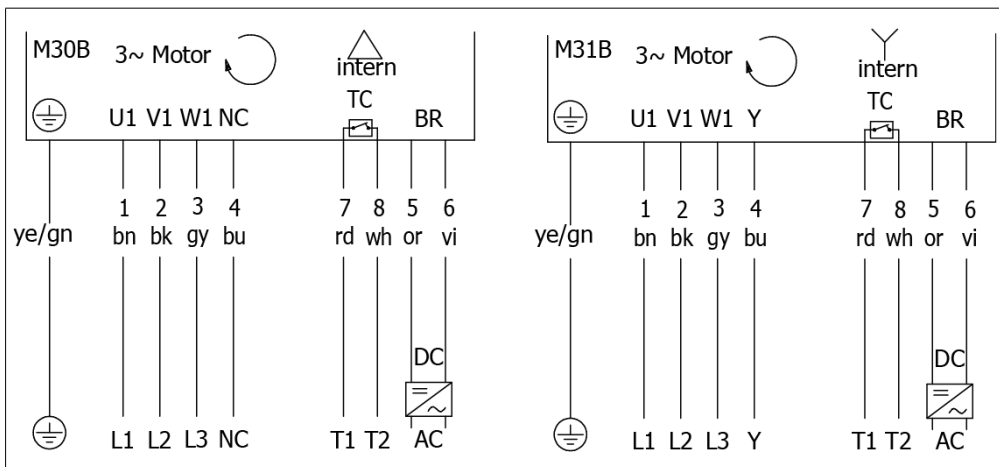 M30B 3~ Motor intern
TC
U1 V1 W1 NC BR
1 2 3 4 7 8 5 6
ye/gn bn bk gy bu rd wh or vi
DC
L1 L2 L3 NC T1 T2 AC
M31B 3~ Motor intern
TC
U1 V1 W1 Y BR
1 2 3 4 7 8 5 6
ye/gn bn bk gy bu rd wh or vi
DC
L1 L2 L3 Y T1 T2 AC